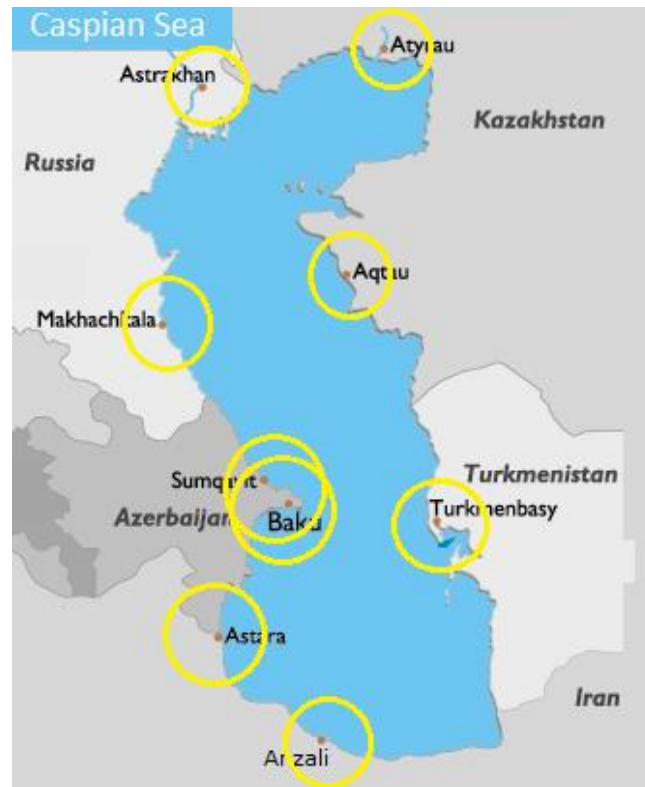 Caspian Sea
Atyrau
Astrakhan
Kazakhstan
Russia
Aqtau
Makhachkala
Sumqayit
Turkmenistan
Turkmenbasy
Azerbaijan
Baku
Astara
Iran
Anzali